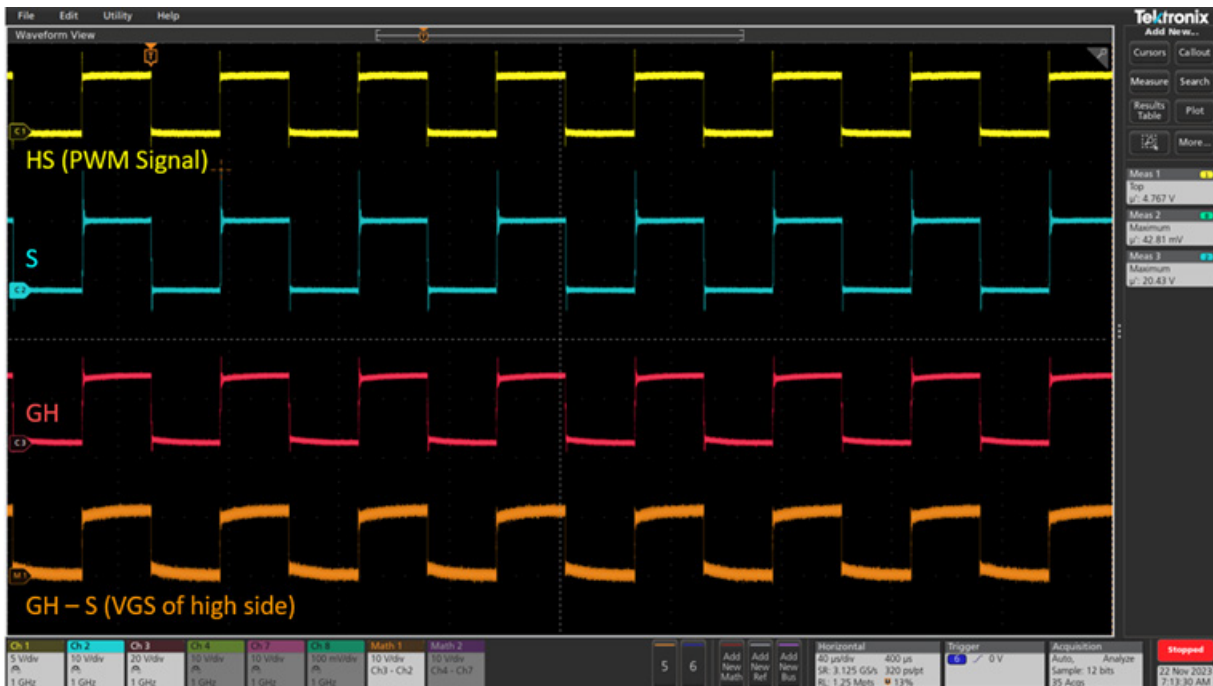 File Edit Utility Help
Tektronix
Waveform View
Add New...
T
Cursors Callout
Measure Search
Results Table Plot
More...
C1
HS (PWM Signal)
Meas 1
Top
µ': 4.767 V
Meas 2
Maximum
µ': 42.81 mV
Meas 3
Maximum
µ': 20.43 V
S
C2
GH
C3
M1
GH – S (VGS of high side)
Ch 1 Ch 2 Ch 3 Ch 4 Ch 7 Ch 8 Math 1 Math 2
5 V/div 10 V/div 20 V/div 10 V/div 10 V/div 100 mV/div 10 V/div 10 V/div
Ch3 - Ch2 Ch4 - Ch7
1 GHz 1 GHz 1 GHz 1 GHz 1 GHz 1 GHz
5 6
Add New Math
Add New Ref
Add New Bus
Horizontal
40 µs/div 400 µs
SR: 3.125 GS/s 320 ps/pt
RL: 1.25 Mpts 13%
Trigger
6 0 V
Acquisition
Auto, Analyze
Sample: 12 bits
35 Acqs
Stopped
22 Nov 2023
7:13:30 AM